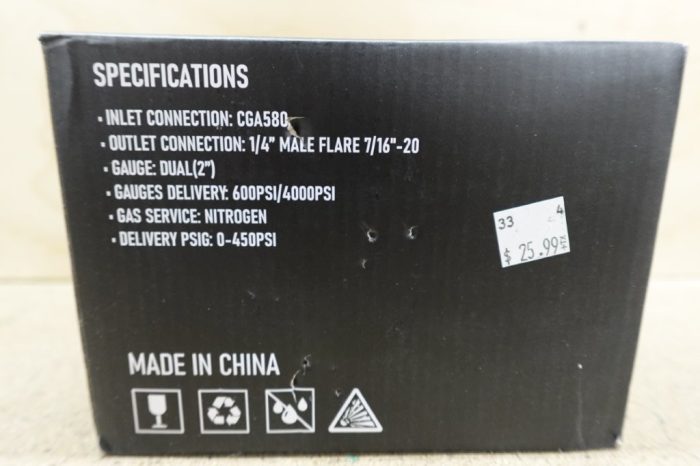 SPECIFICATIONS
· INLET CONNECTION: CGA580
· OUTLET CONNECTION: 1/4" MALE FLARE 7/16"-20
· GAUGE: DUAL(2")
· GAUGES DELIVERY: 600PSI/4000PSI
· GAS SERVICE: NITROGEN
· DELIVERY PSIG: 0-450PSI
33 4
$ 25.99
MADE IN CHINA